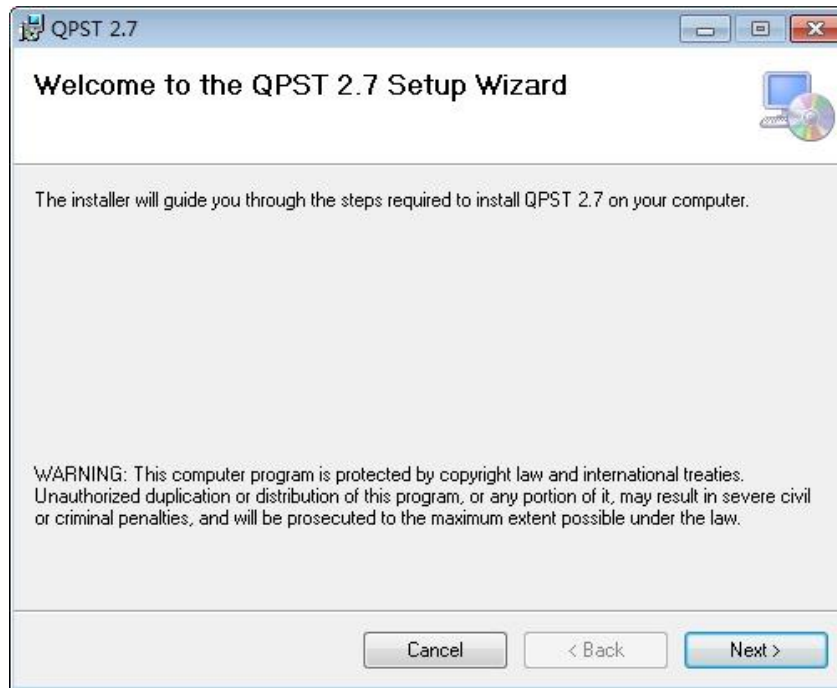 QPST 2.7
Welcome to the QPST 2.7 Setup Wizard
The installer will guide you through the steps required to install QPST 2.7 on your computer.
WARNING: This computer program is protected by copyright law and international treaties.
Unauthorized duplication or distribution of this program, or any portion of it, may result in severe civil
or criminal penalties, and will be prosecuted to the maximum extent possible under the law.
Cancel
< Back
Next >